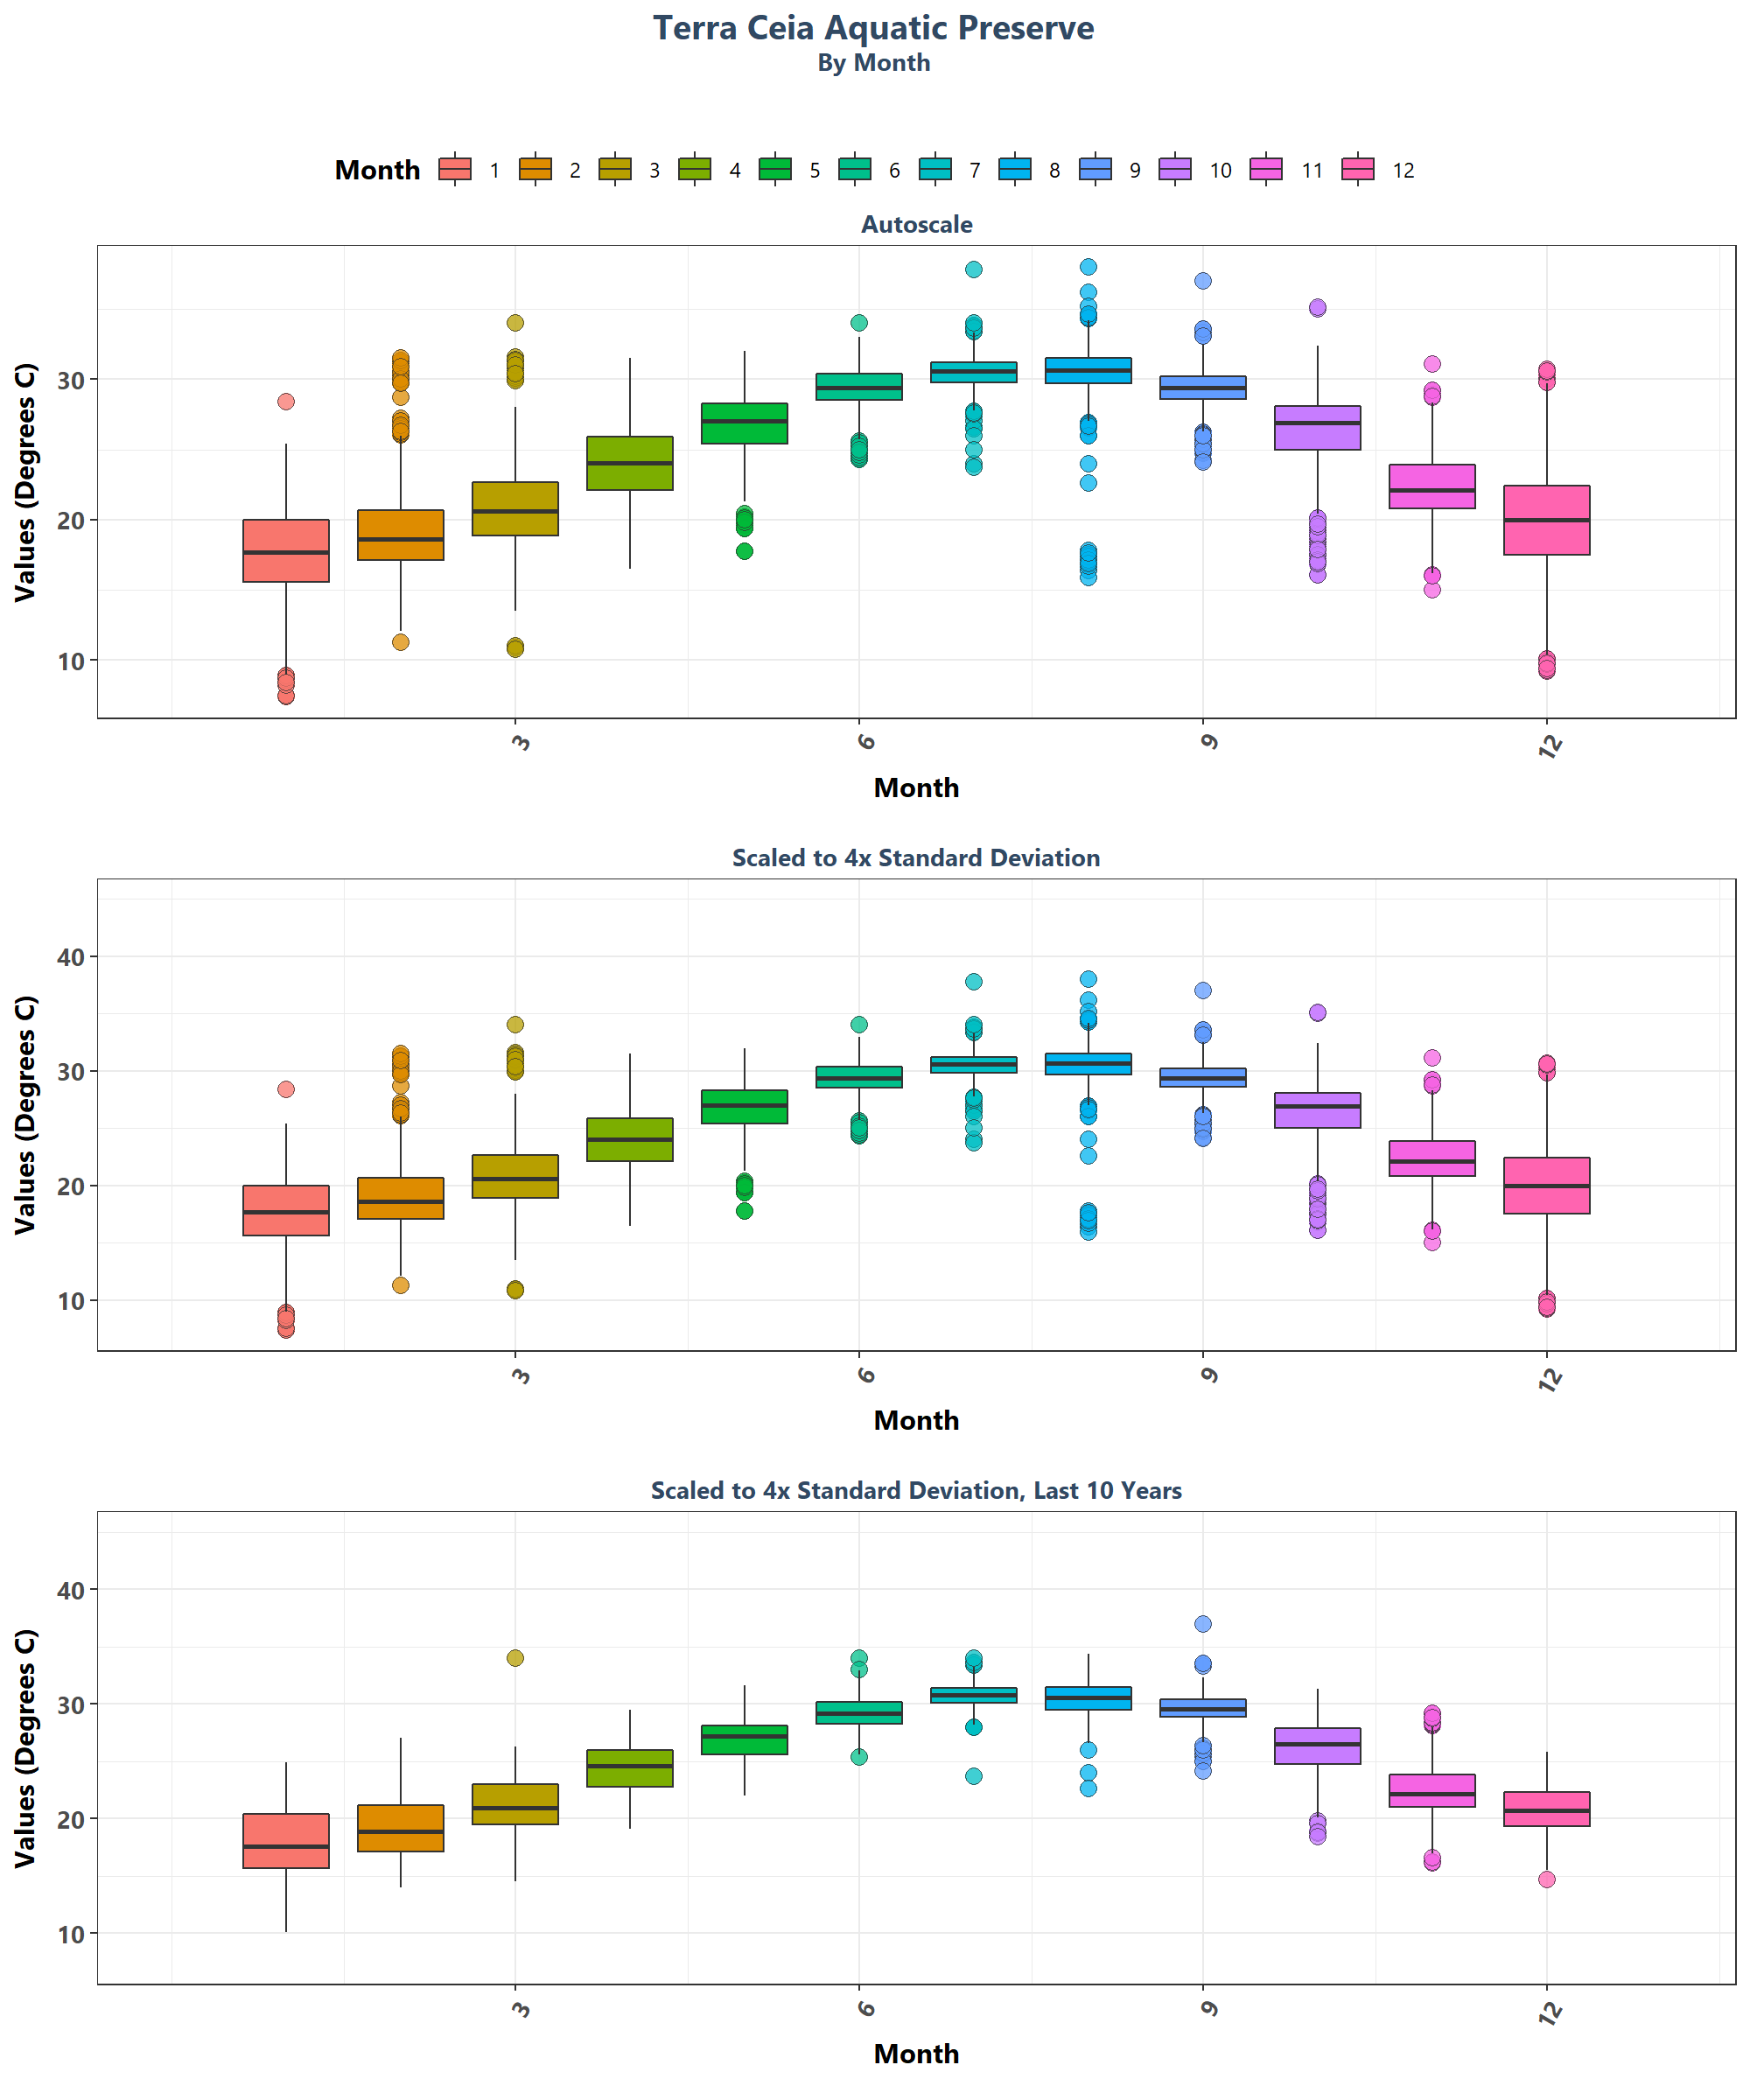 Terra Ceia Aquatic Preserve
By Month
Month 1 2 3 4 5 6 7 8 9 10 11 12
Autoscale
Values (Degrees C)
30
20
10
3 6 9 12
Month
Scaled to 4x Standard Deviation
Values (Degrees C)
40
30
20
10
3 6 9 12
Month
Scaled to 4x Standard Deviation, Last 10 Years
Values (Degrees C)
40
30
20
10
3 6 9 12
Month